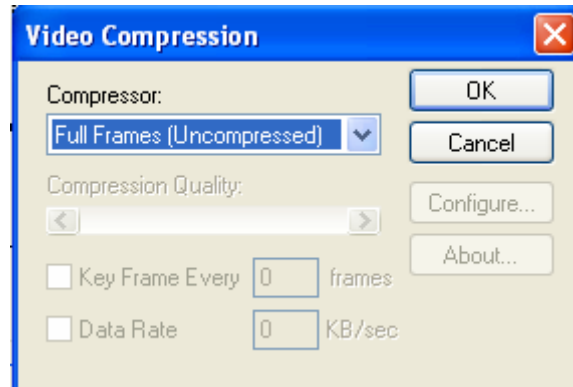 Video Compression
Compressor:
OK
Full Frames (Uncompressed)
Cancel
Compression Quality:
Configure...
About...
Key Frame Every 0 frames
Data Rate 0 KB/sec